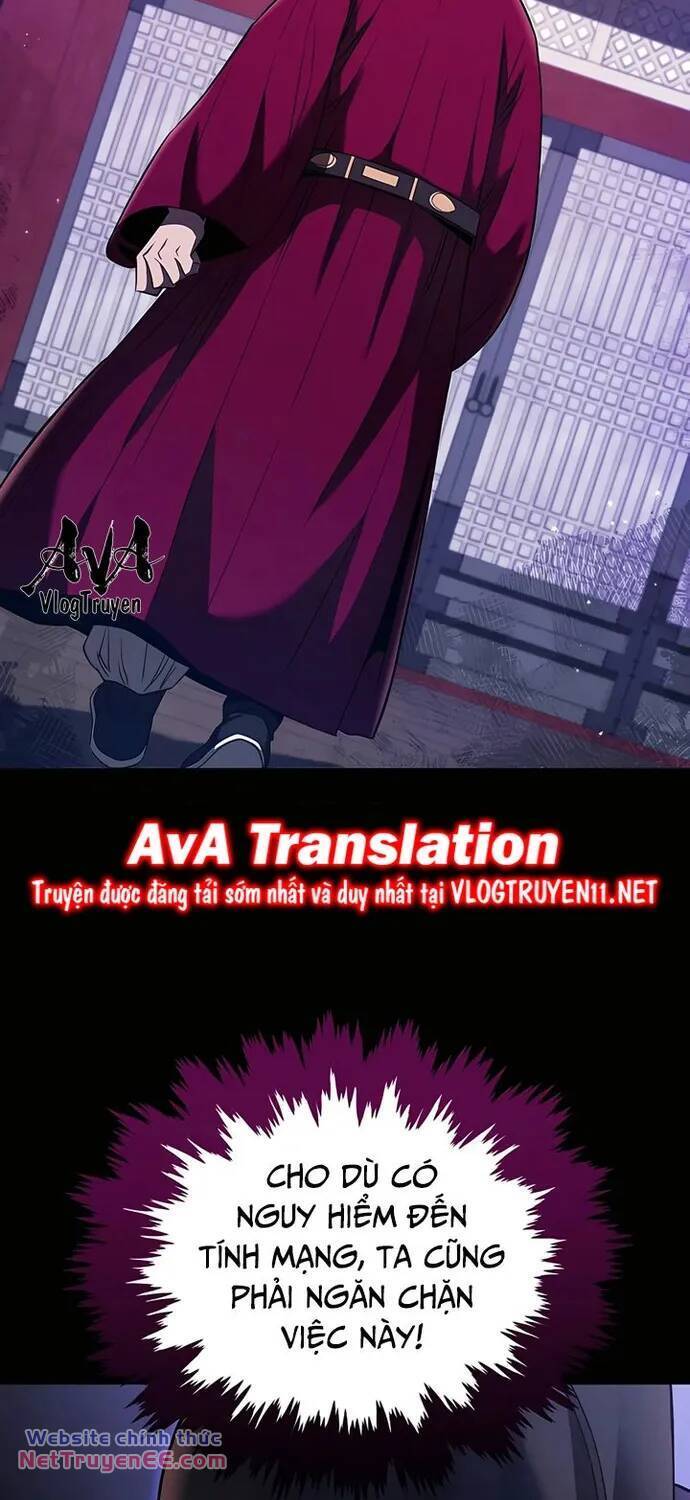 AVA
VlogTruyen
AvA Translation
Truyện được đăng tải sớm nhất và duy nhất tại VLOGTRUYEN11.NET
CHO DÙ CÓ
NGUY HIỂM ĐẾN
TÍNH MẠNG, TA CŨNG
PHẢI NGĂN CHẶN
VIỆC NÀY!
Website chính thức
NetTruyenEE.com